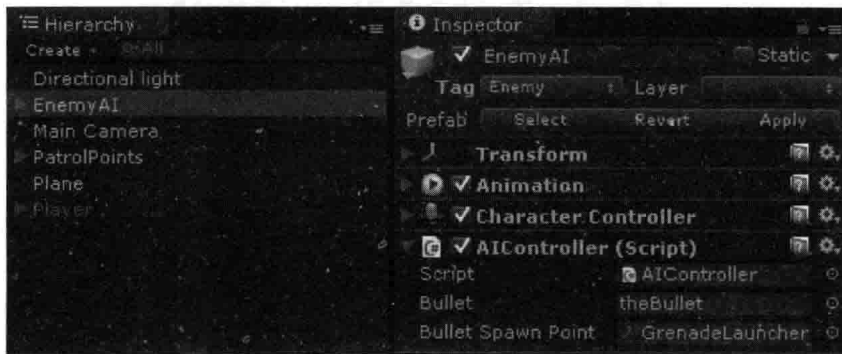 Hierarchy
Create
All
Directional light
EnemyAI
Main Camera
PatrolPoints
Plane
Player
Inspector
EnemyAI
Static
Tag Enemy
Layer
Prefab Select Revert Apply
Transform
Animation
Character Controller
AIController (Script)
Script AIController
Bullet theBullet
Bullet Spawn Point GrenadeLauncher